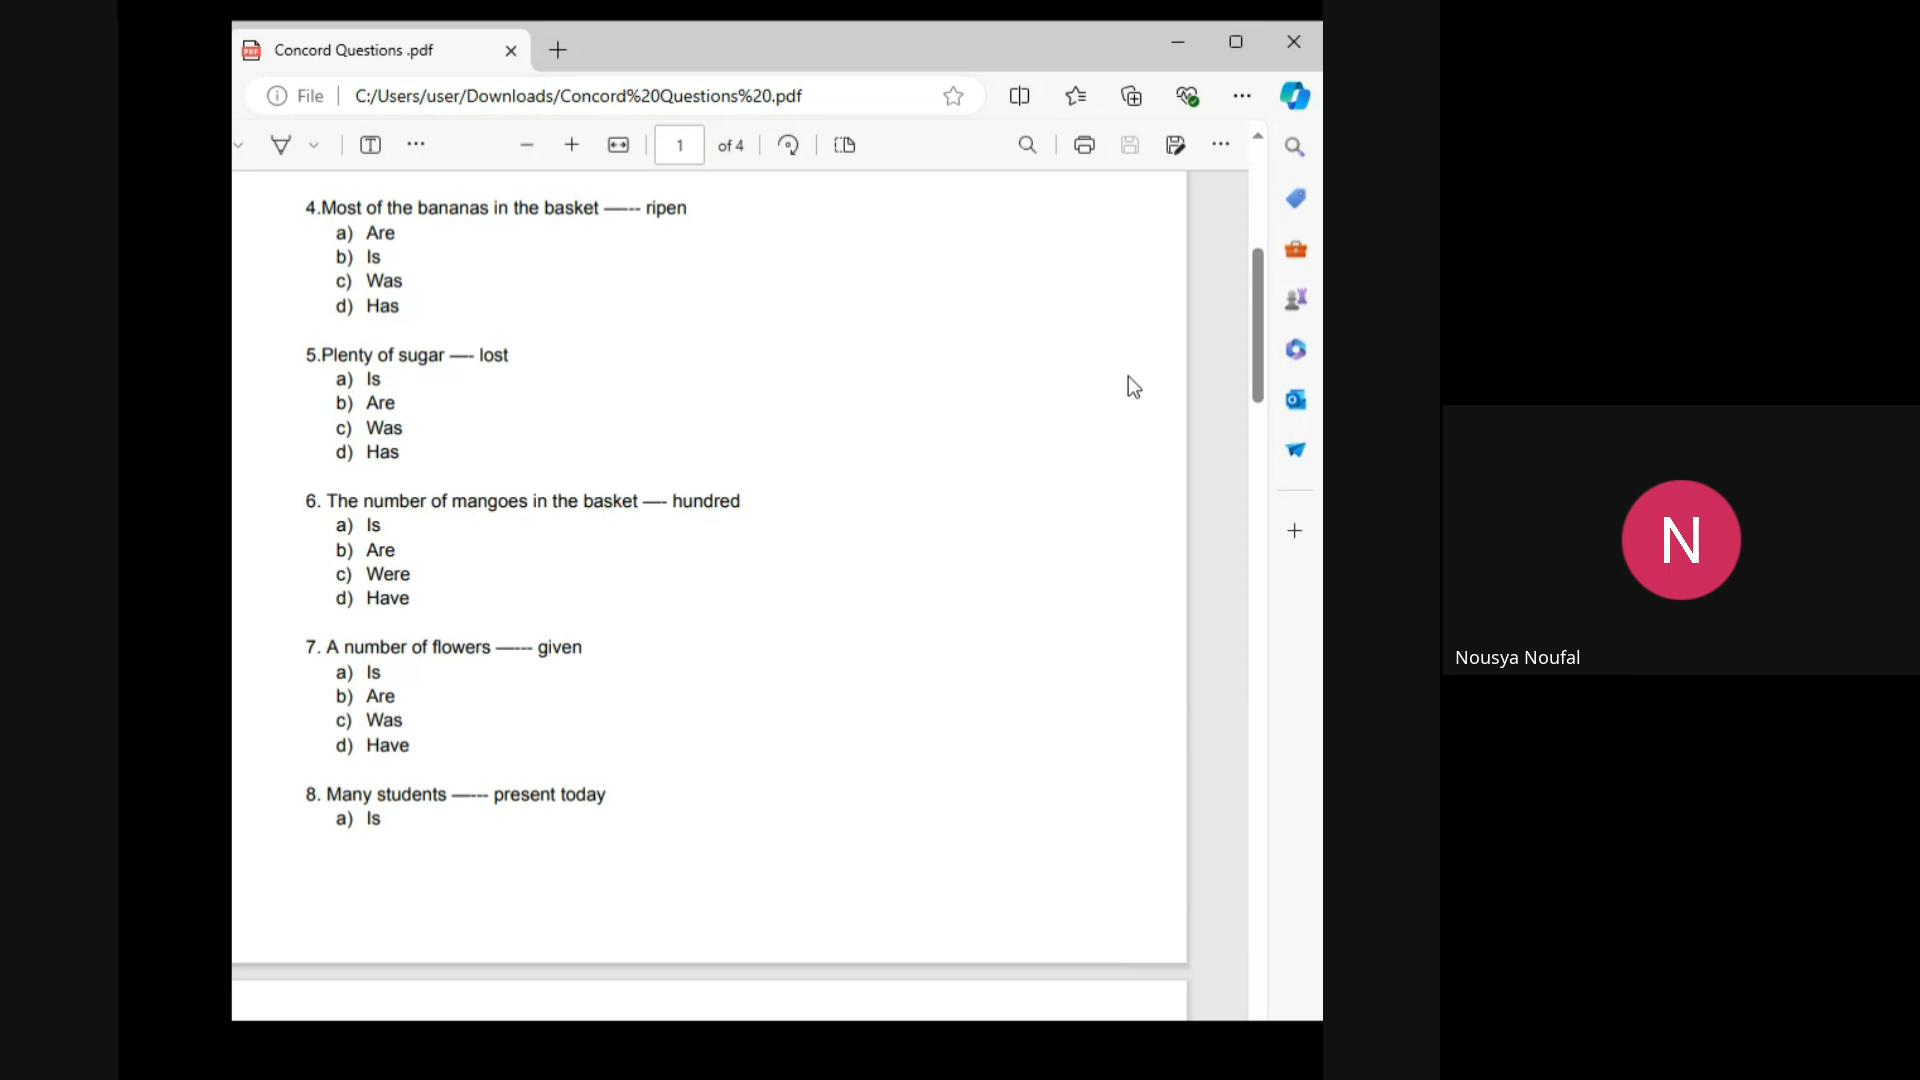 Concord Questions .pdf
File
C:/Users/user/Downloads/Concord%20Questions%20.pdf
1 of 4
4.Most of the bananas in the basket —--- ripen
a) Are
b) Is
c) Was
d) Has
5.Plenty of sugar —-- lost
a) Is
b) Are
c) Was
d) Has
6. The number of mangoes in the basket —-- hundred
a) Is
b) Are
c) Were
d) Have
7. A number of flowers —---- given
a) Is
b) Are
c) Was
d) Have
8. Many students —---- present today
a) Is
N
Nousya Noufal